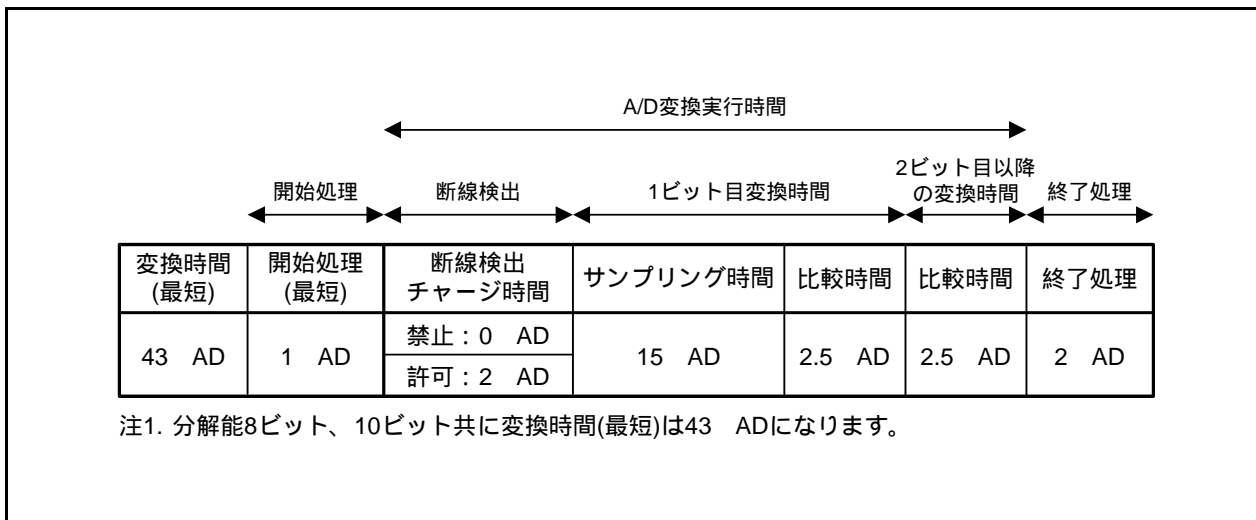 A/D変換実行時間
開始処理
断線検出
1ビット目変換時間
2ビット目以降
の変換時間
終了処理
変換時間
(最短)
開始処理
(最短)
断線検出
チャージ時間
サンプリング時間
比較時間
比較時間
終了処理
43 AD
1 AD
禁止：0 AD
許可：2 AD
15 AD
2.5 AD
2.5 AD
2 AD
注1. 分解能8ビット、10ビット共に変換時間(最短)は43 ADになります。